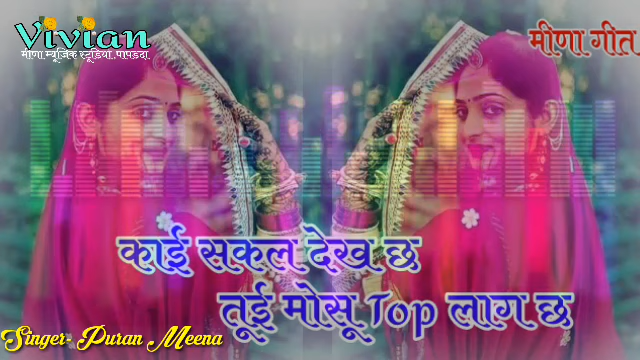 Vivian
मीणा म्यूजिक स्टूडियो पापड़दा
मीणा गीत
काई सकल देख छ
तूई मोसू Top लाग छ
Singer- Puran Meena